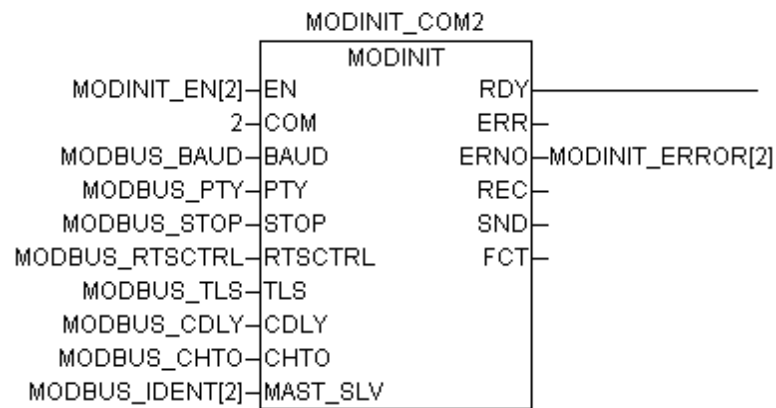 MODINIT_COM2
MODINIT
MODINIT_EN[2] EN RDY
2 COM ERR
MODBUS_BAUD BAUD ERNO MODINIT_ERROR[2]
MODBUS_PTY PTY REC
MODBUS_STOP STOP SND
MODBUS_RTSCTRL RTSCTRL FCT
MODBUS_TLS TLS
MODBUS_CDLY CDLY
MODBUS_CHTO CHTO
MODBUS_IDENT[2] MAST_SLV